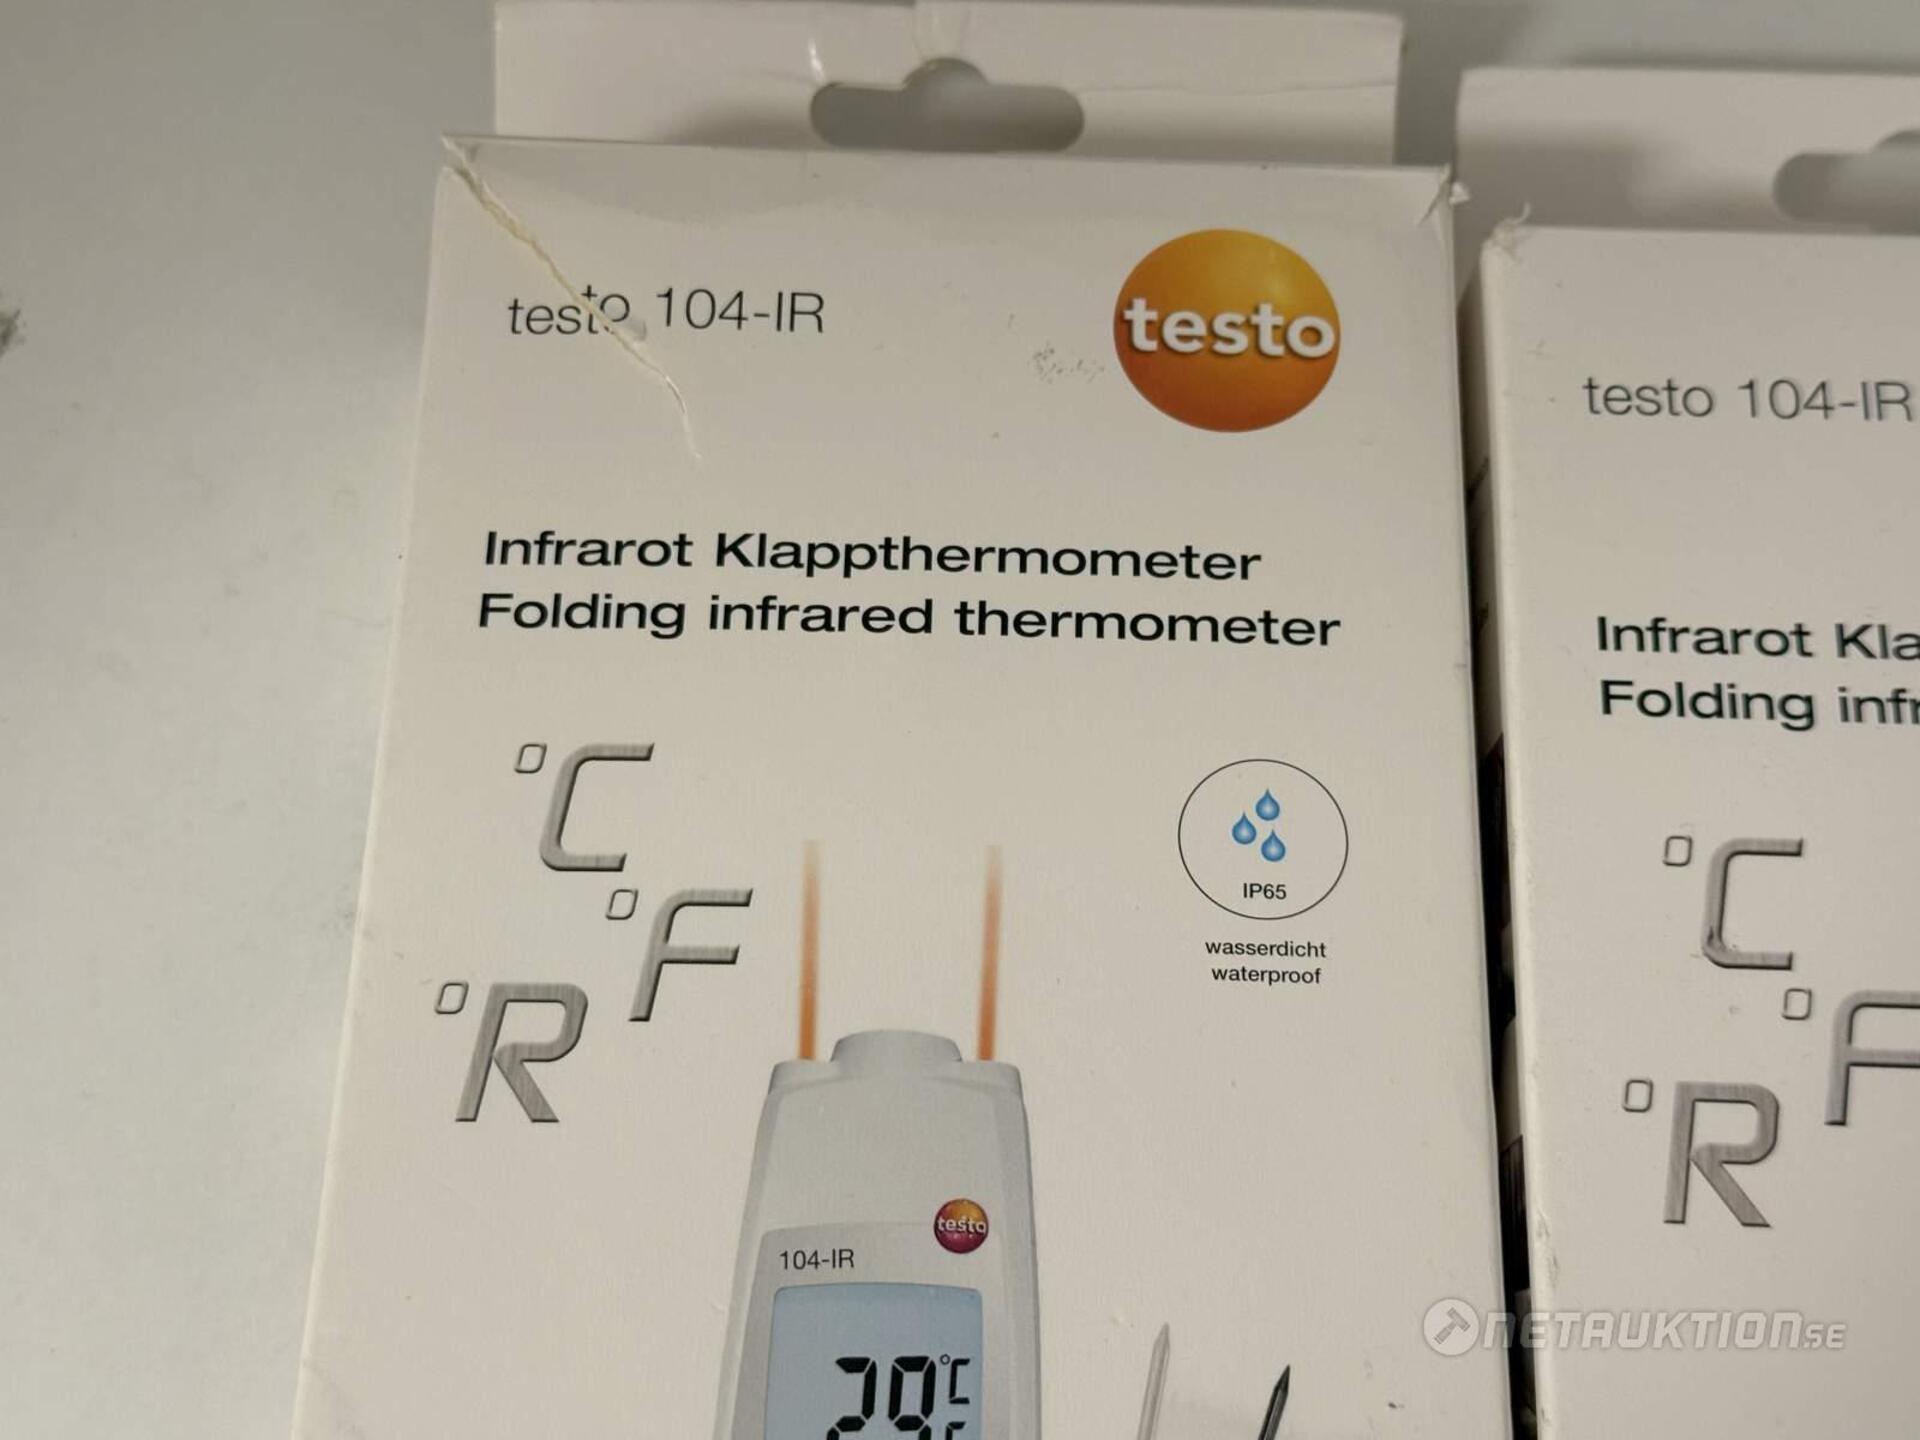 testo 104-IR
testo
Infrarot Klappthermometer
Folding infrared thermometer
°C
°F
°R
IP65
wasserdicht
waterproof
testo
104-IR
°C
testo 104-IR
Infrarot Kla
Folding infr
°C
°F
°R
NETAUKTION.SE